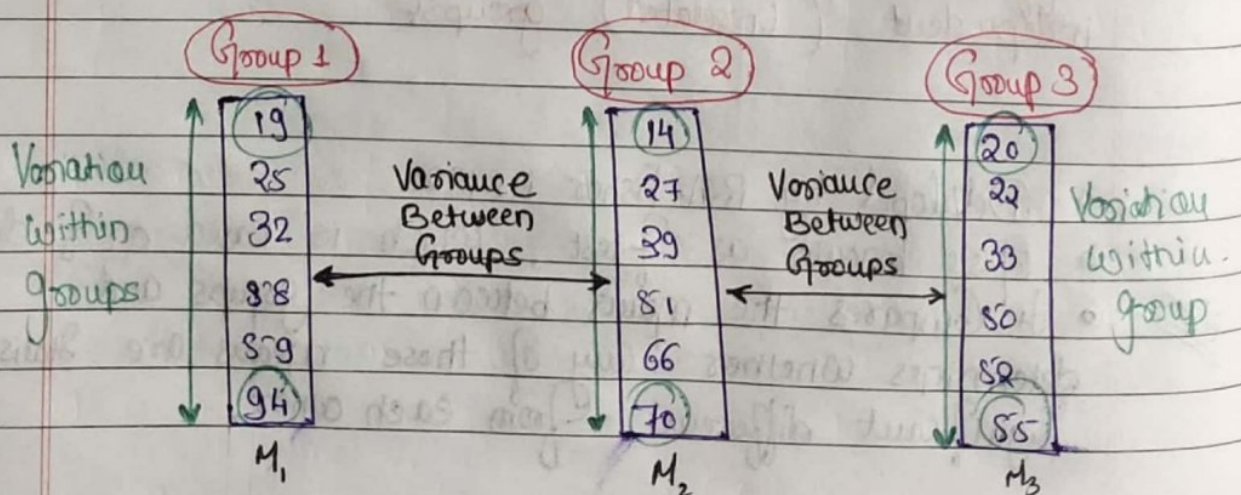 Group 1
Group 2
Group 3
Variation
within
groups
19
25
32
58
59
94
M1
Variance
Between
Groups
14
27
39
51
66
70
M2
Variance
Between
Groups
20
22
33
50
52
55
M3
Variation
within
group